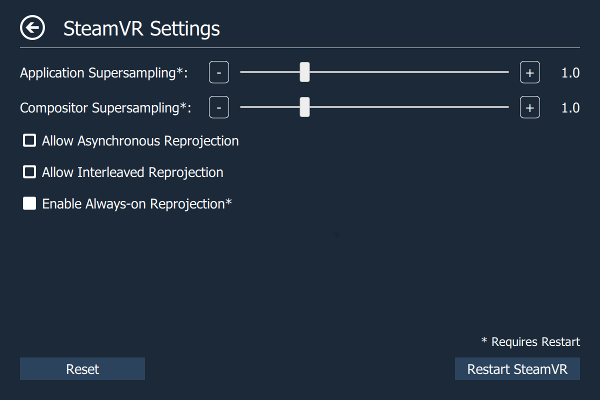 SteamVR Settings
Application Supersampling*: - + 1.0
Compositor Supersampling*: - + 1.0
Allow Asynchronous Reprojection
Allow Interleaved Reprojection
Enable Always-on Reprojection*
* Requires Restart
Reset Restart SteamVR